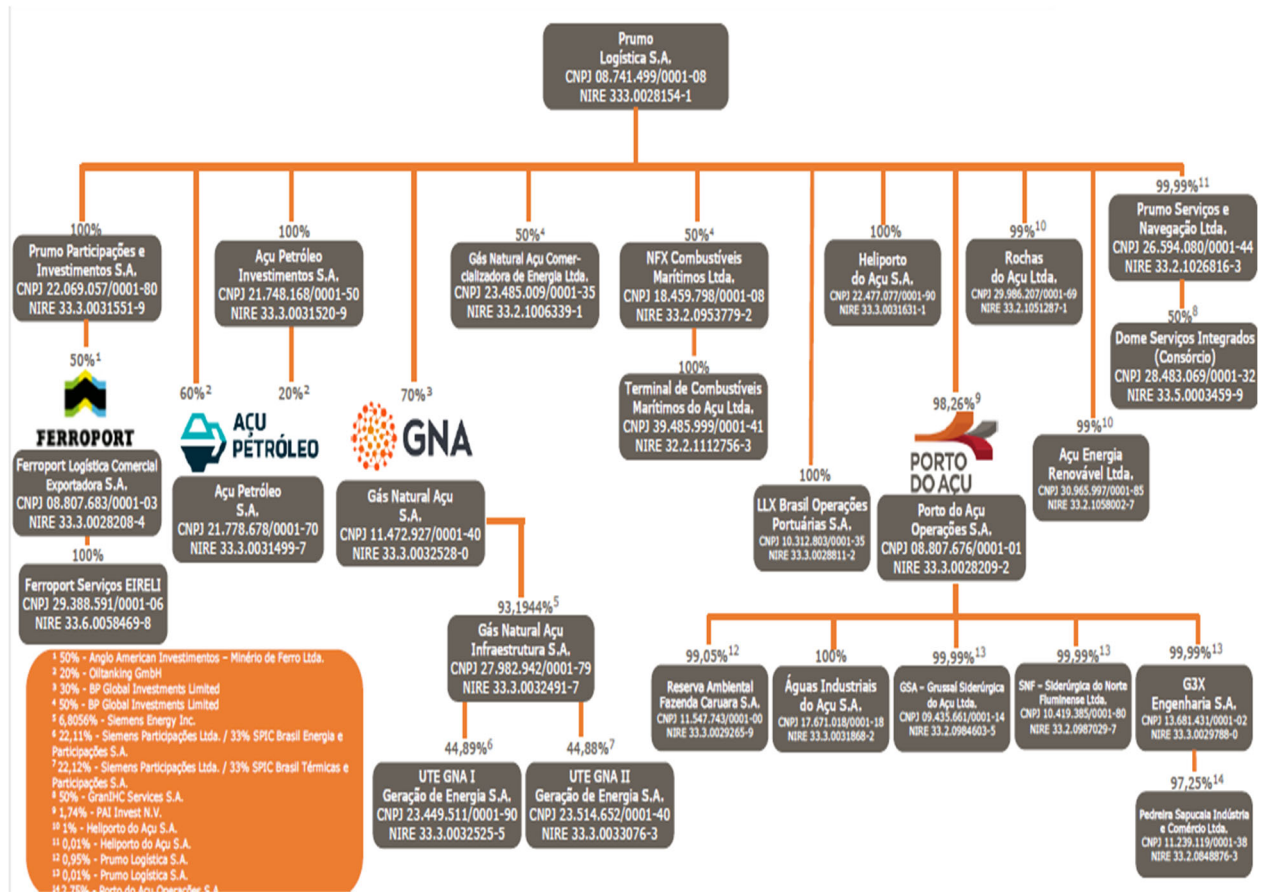 Prumo
Logística S.A.
CNPJ 08.741.499/0001-08
NIRE 333.0028154-1
100%
Prumo Participações e
Investimentos S.A.
CNPJ 22.069.057/0001-80
NIRE 33.3.0031551-9
50%¹
FERROPORT
Ferroport Logística Comercial
Exportadora S.A.
CNPJ 08.807.683/0001-03
NIRE 33.3.0028208-4
100%
Ferroport Serviços EIRELI
CNPJ 29.388.591/0001-06
NIRE 33.6.0058469-8
100%
Açu Petróleo
Investimentos S.A.
CNPJ 21.748.168/0001-50
NIRE 33.3.0031520-9
60%²
20%²
AÇU
PETRÓLEO
Açu Petróleo
S.A.
CNPJ 21.778.678/0001-70
NIRE 33.3.0031499-7
70%³
GNA
Gás Natural Açu
S.A.
CNPJ 11.472.927/0001-40
NIRE 33.3.0032528-0
93,1944%⁵
Gás Natural Açu
Infraestrutura S.A.
CNPJ 27.982.942/0001-79
NIRE 33.3.0032491-7
44,89%⁶
UTE GNA I
Geração de Energia S.A.
CNPJ 23.449.511/0001-90
NIRE 33.3.0032525-5
44,88%⁷
UTE GNA II
Geração de Energia S.A.
CNPJ 23.514.652/0001-40
NIRE 33.3.0033076-3
50%⁴
Gás Natural Açu Comer-
cializadora de Energia Ltda.
CNPJ 23.485.009/0001-35
NIRE 33.2.1006339-1
50%⁴
NFX Combustíveis
Marítimos Ltda.
CNPJ 18.459.798/0001-08
NIRE 33.2.0953779-2
100%
Terminal de Combustíveis
Marítimos do Açu Ltda.
CNPJ 39.485.999/0001-41
NIRE 32.2.1112756-3
100%
LLX Brasil Operações
Portuárias S.A.
CNPJ 10.312.803/0001-35
NIRE 33.3.0028811-2
100%
Heliporto
do Açu S.A.
CNPJ 22.477.077/0001-90
NIRE 33.3.0031631-1
98,26%⁹
PORTO
DO AÇU
Porto do Açu
Operações S.A.
CNPJ 08.807.676/0001-01
NIRE 33.3.0028209-2
99%¹⁰
Rochas
do Açu Ltda.
CNPJ 29.986.207/0001-69
NIRE 33.2.1051287-1
99%¹⁰
Açu Energia
Renovável Ltda.
CNPJ 30.965.997/0001-85
NIRE 33.2.1058002-7
99,99%¹¹
Prumo Serviços e
Navegação Ltda.
CNPJ 26.594.080/0001-44
NIRE 33.2.1026816-3
50%⁸
Dome Serviços Integrados
(Consórcio)
CNPJ 28.483.069/0001-32
NIRE 33.5.0003459-9
99,05%¹²
Reserva Ambiental
Fazenda Caruara S.A.
CNPJ 11.547.743/0001-00
NIRE 33.3.0029265-9
100%
Águas Industriais
do Açu S.A.
CNPJ 17.671.018/0001-18
NIRE 33.3.0031868-2
99,99%¹³
GSA – Grussaí Siderúrgica
do Açu Ltda.
CNPJ 09.435.661/0001-14
NIRE 33.2.0984603-5
99,99%¹³
SNF – Siderúrgica do Norte
Fluminense Ltda.
CNPJ 10.419.385/0001-80
NIRE 33.2.0987029-7
99,99%¹³
G3X
Engenharia S.A.
CNPJ 13.681.431/0001-02
NIRE 33.3.0029788-0
97,25%¹⁴
Pedreira Sapucaia Indústria
e Comércio Ltda.
CNPJ 11.239.119/0001-38
NIRE 33.2.0848876-3
¹ 50% - Anglo American Investimentos – Minério de Ferro Ltda.
² 20% - Oiltanking GmbH
³ 30% - BP Global Investments Limited
⁴ 50% - BP Global Investments Limited
⁵ 6,8056% - Siemens Energy Inc.
⁶ 22,11% - Siemens Participações Ltda. / 33% SPIC Brasil Energia e
Participações S.A.
⁷ 22,12% - Siemens Participações Ltda. / 33% SPIC Brasil Térmicas e
Participações S.A.
⁸ 50% - GranIHC Services S.A.
⁹ 1,74% - PAI Invest N.V.
¹⁰ 1% - Heliporto do Açu S.A.
¹¹ 0,01% - Heliporto do Açu S.A.
¹² 0,95% - Prumo Logística S.A.
¹³ 0,01% - Prumo Logística S.A.
¹⁴ 2,75% - Porto do Açu Operações S.A.